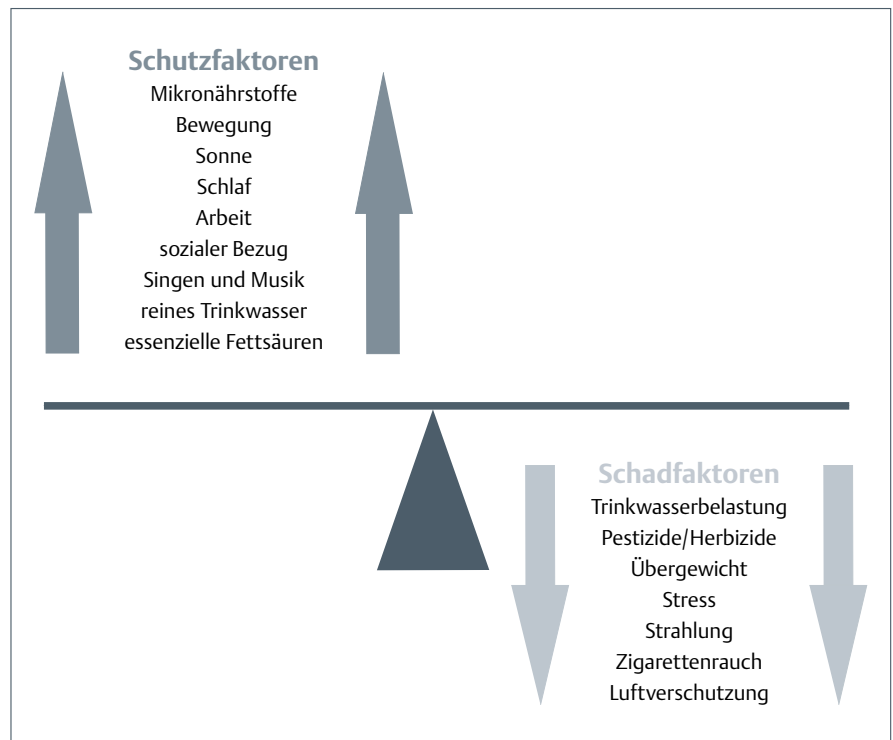 Schutzfaktoren
Mikronährstoffe
Bewegung
Sonne
Schlaf
Arbeit
sozialer Bezug
Singen und Musik
reines Trinkwasser
essenzielle Fettsäuren
Schadfaktoren
Trinkwasserbelastung
Pestizide/Herbizide
Übergewicht
Stress
Strahlung
Zigarettenrauch
Luftverschutzung